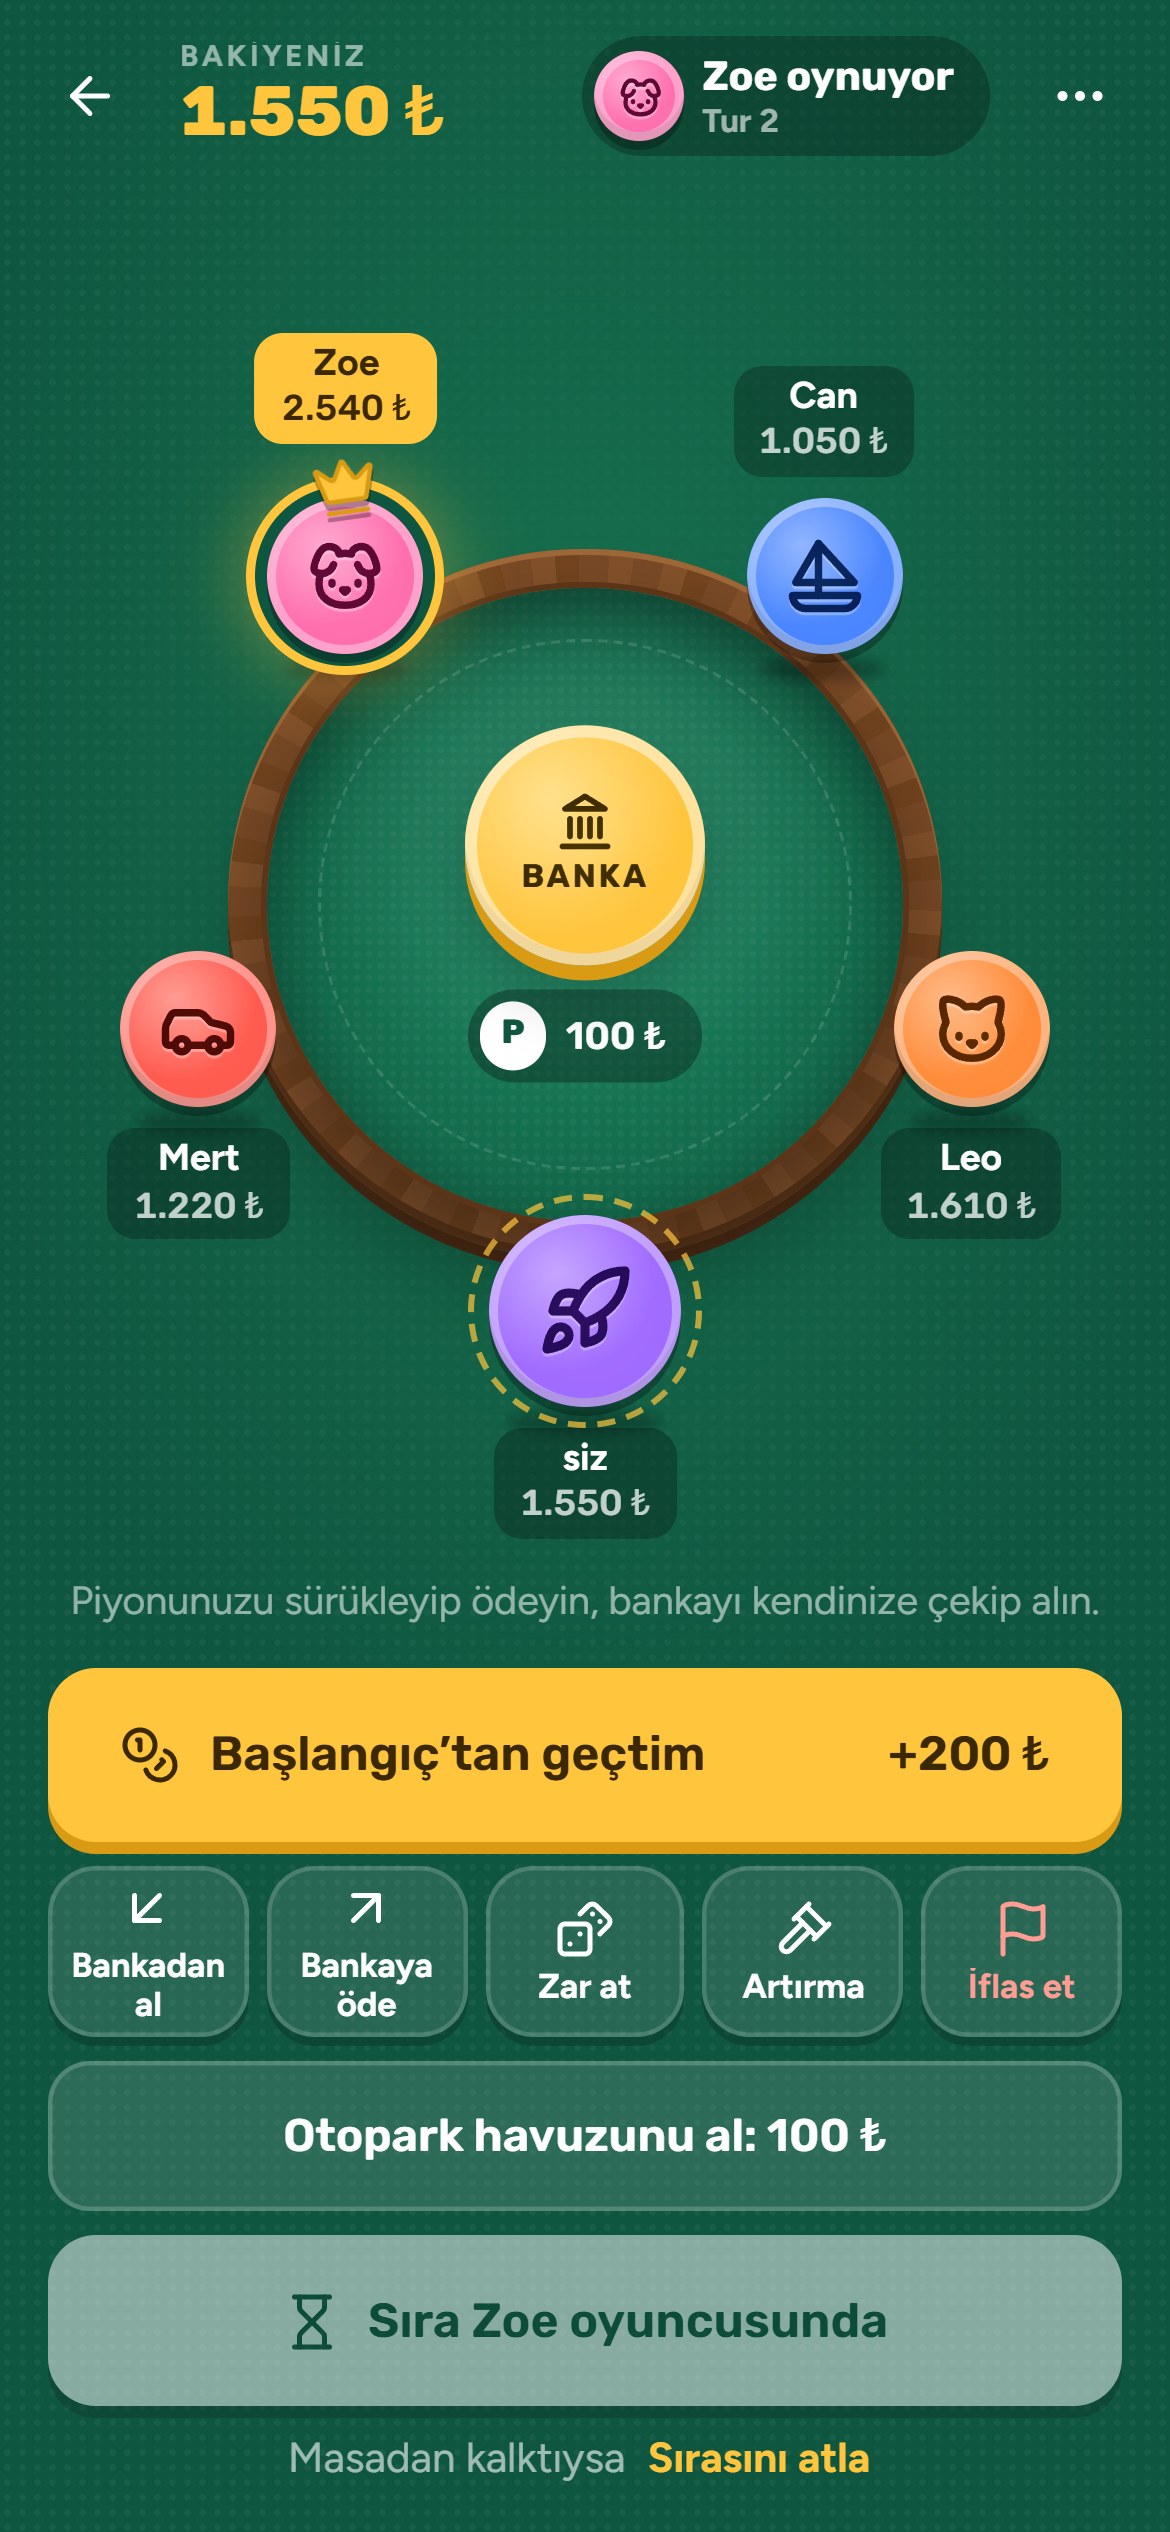 BAKİYENİZ
1.550 ₺
Zoe oynuyor
Tur 2
Zoe
2.540 ₺
Can
1.050 ₺
BANKA
P 100 ₺
Mert
1.220 ₺
Leo
1.610 ₺
siz
1.550 ₺
Piyonunuzu sürükleyip ödeyin, bankayı kendinize çekip alın.
Başlangıç’tan geçtim +200 ₺
Bankadan
al
Bankaya
öde
Zar at
Artırma
İflas et
Otopark havuzunu al: 100 ₺
Sıra Zoe oyuncusunda
Masadan kalktıysa Sırasını atla